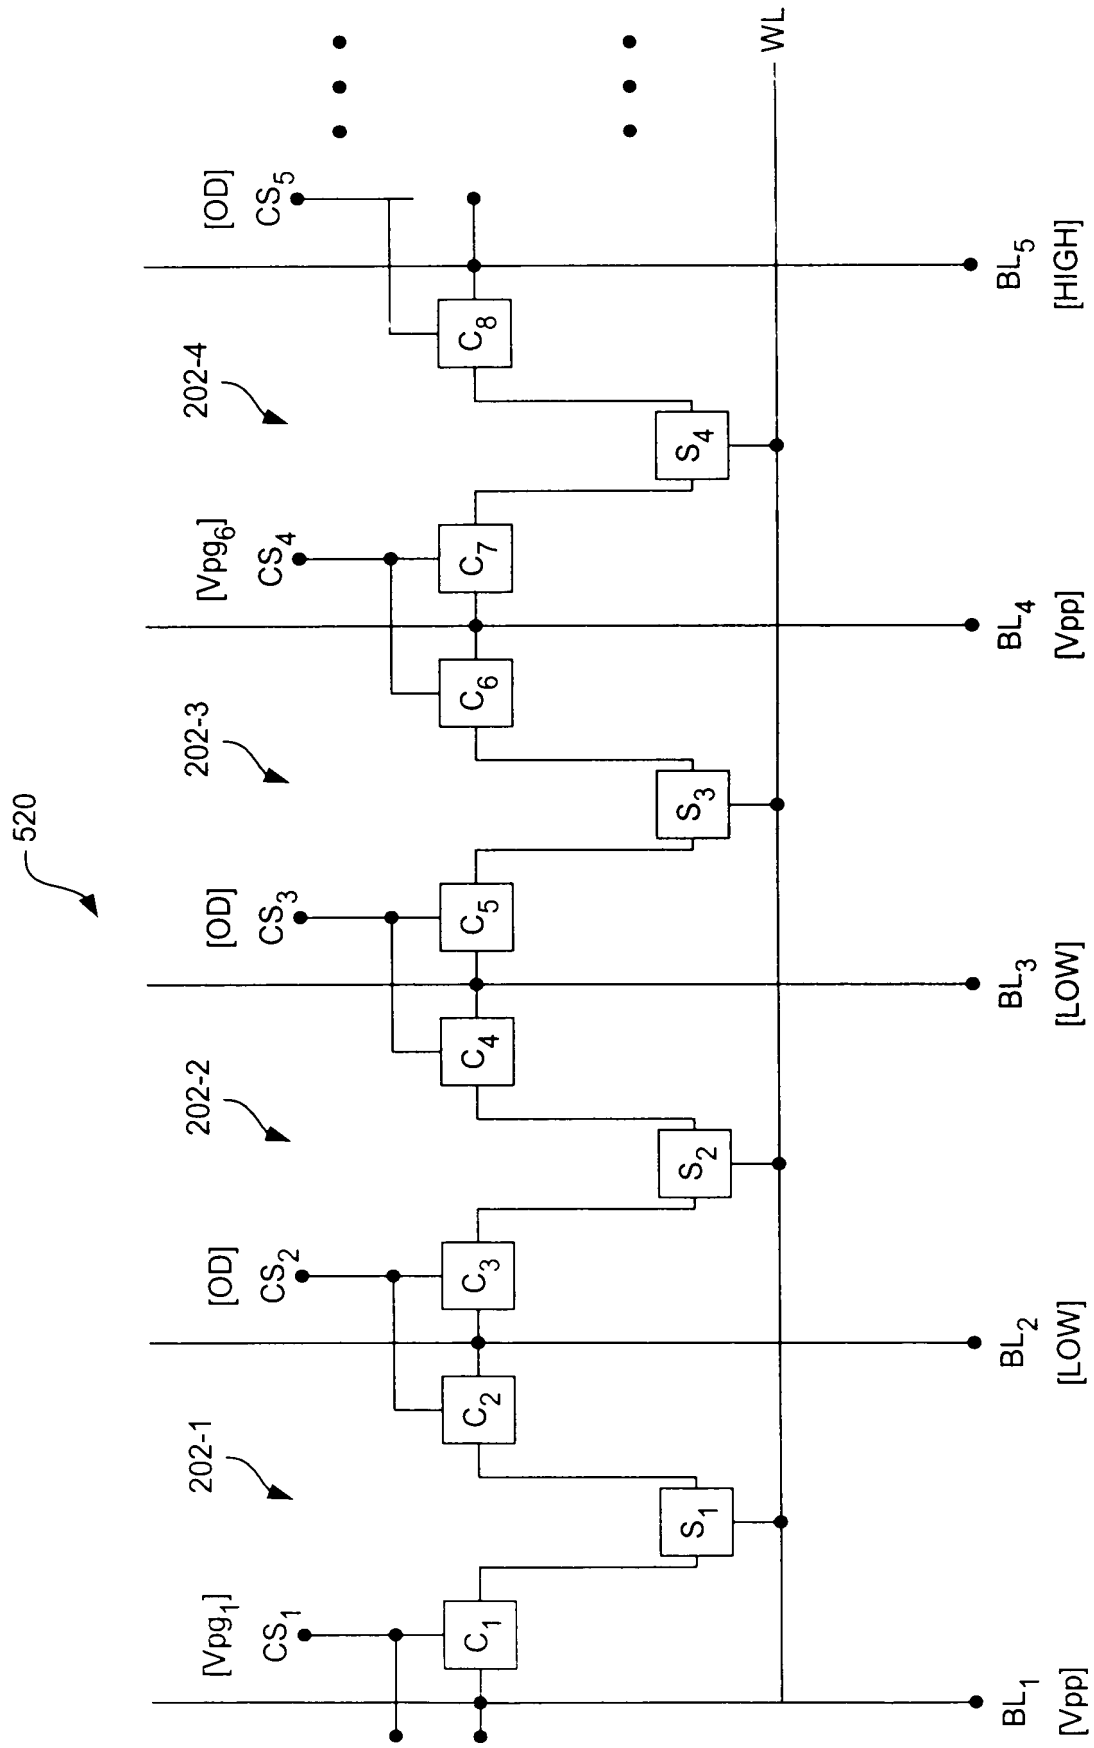 520
202-1 202-2 202-3 202-4
[Vpg1] [OD] [OD] [Vpg6] [OD]
CS1 CS2 CS3 CS4 CS5
C1 C2 C3 C4 C5 C6 C7 C8
S1 S2 S3 S4
WL
BL1 BL2 BL3 BL4 BL5
[Vpp] [LOW] [LOW] [Vpp] [HIGH]